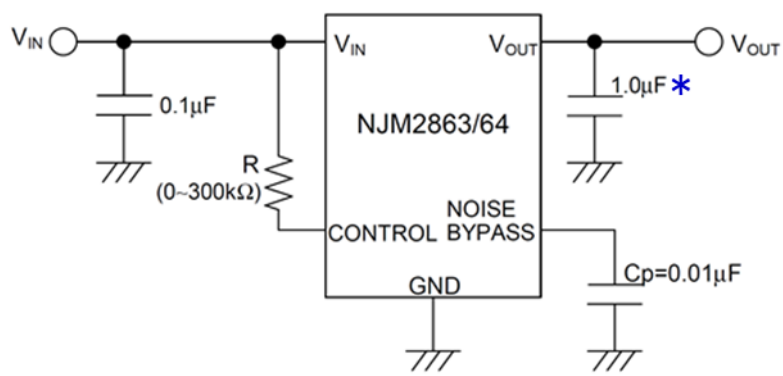 VIN
VIN
VOUT
VOUT
0.1μF
1.0μF *
NJM2863/64
R
(0~300kΩ)
NOISE
CONTROL BYPASS
Cp=0.01μF
GND